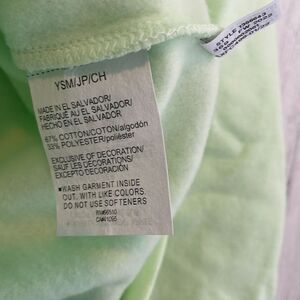 YSM/JP/CH
MADE IN EL SALVADOR/
FABRIQUÉ AU EL SALVADOR/
HECHO EN EL SALVADOR
67% COTTON/COTON/algodón
33% POLYESTER/poliéster
EXCLUSIVE OF DECORATION/
SAUF LES DÉCORATIONS/
EXCEPTO DECORACIÓN
*WASH GARMENT INSIDE
OUT, WITH LIKE COLORS.
DO NOT USE SOFTENERS
STYLE